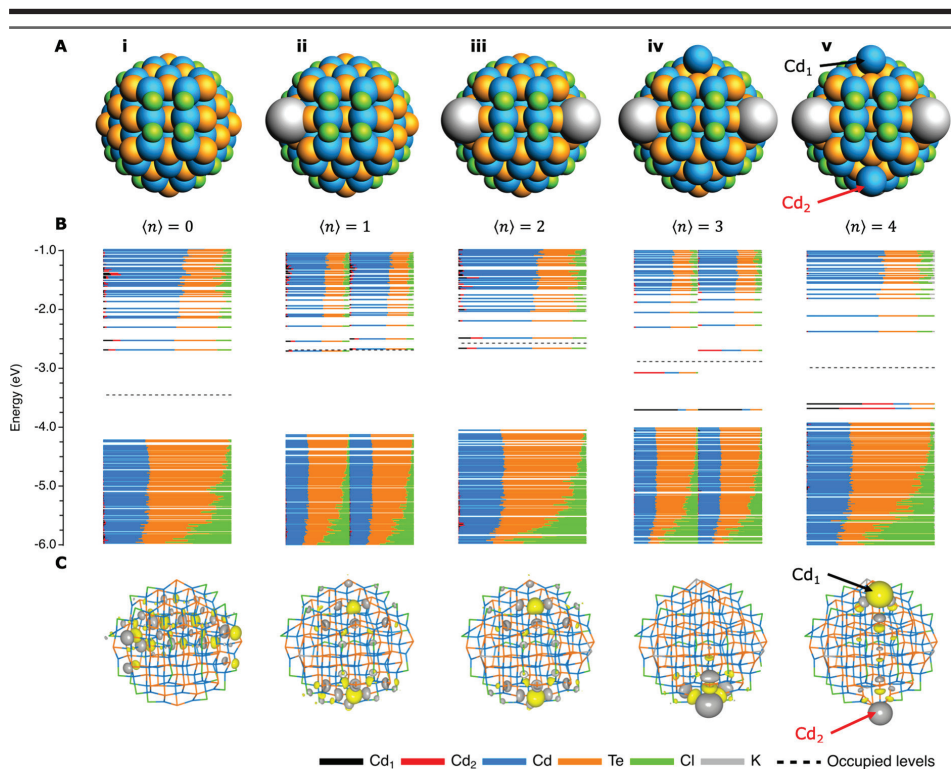 A i ii iii iv v
Cd₁
Cd₂
B ⟨n⟩ = 0 ⟨n⟩ = 1 ⟨n⟩ = 2 ⟨n⟩ = 3 ⟨n⟩ = 4
Energy (eV)
-1.0
-2.0
-3.0
-4.0
-5.0
-6.0
C
Cd₁
Cd₂
Cd₁ Cd₂ Cd Te Cl K Occupied levels